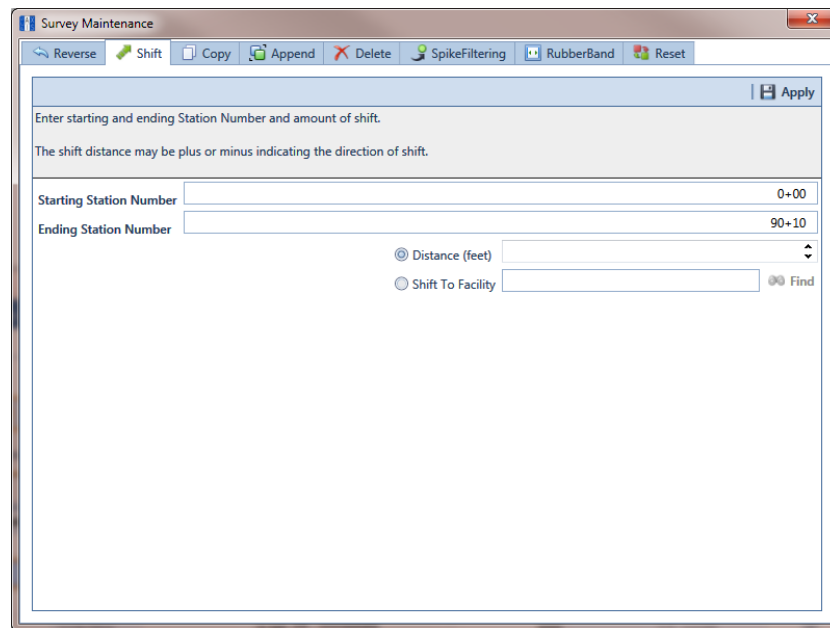 Survey Maintenance
Reverse Shift Copy Append Delete SpikeFiltering RubberBand Reset
Apply
Enter starting and ending Station Number and amount of shift.
The shift distance may be plus or minus indicating the direction of shift.
Starting Station Number 0+00
Ending Station Number 90+10
Distance (feet)
Shift To Facility Find